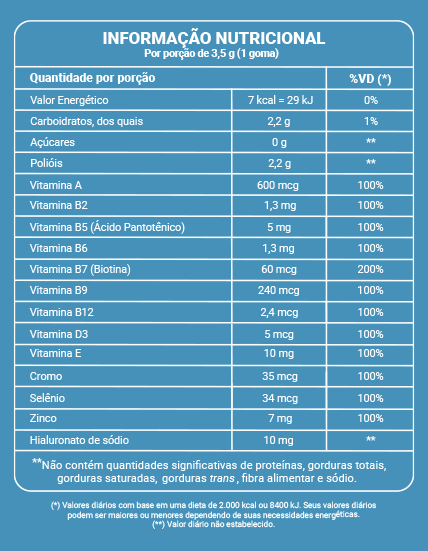 INFORMAÇÃO NUTRICIONAL
Por porção de 3,5 g (1 goma)
Quantidade por porção %VD (*)
Valor Energético 7 kcal = 29 kJ 0%
Carboidratos, dos quais 2,2 g 1%
Açúcares 0 g **
Polióis 2,2 g **
Vitamina A 600 mcg 100%
Vitamina B2 1,3 mg 100%
Vitamina B5 (Ácido Pantotênico) 5 mg 100%
Vitamina B6 1,3 mg 100%
Vitamina B7 (Biotina) 60 mcg 200%
Vitamina B9 240 mcg 100%
Vitamina B12 2,4 mcg 100%
Vitamina D3 5 mcg 100%
Vitamina E 10 mg 100%
Cromo 35 mcg 100%
Selênio 34 mcg 100%
Zinco 7 mg 100%
Hialuronato de sódio 10 mg **
**Não contém quantidades significativas de proteínas, gorduras totais,
gorduras saturadas, gorduras trans, fibra alimentar e sódio.
(*) Valores diários com base em uma dieta de 2.000 kcal ou 8400 kJ. Seus valores diários
podem ser maiores ou menores dependendo de suas necessidades energéticas.
(**) Valor diário não estabelecido.